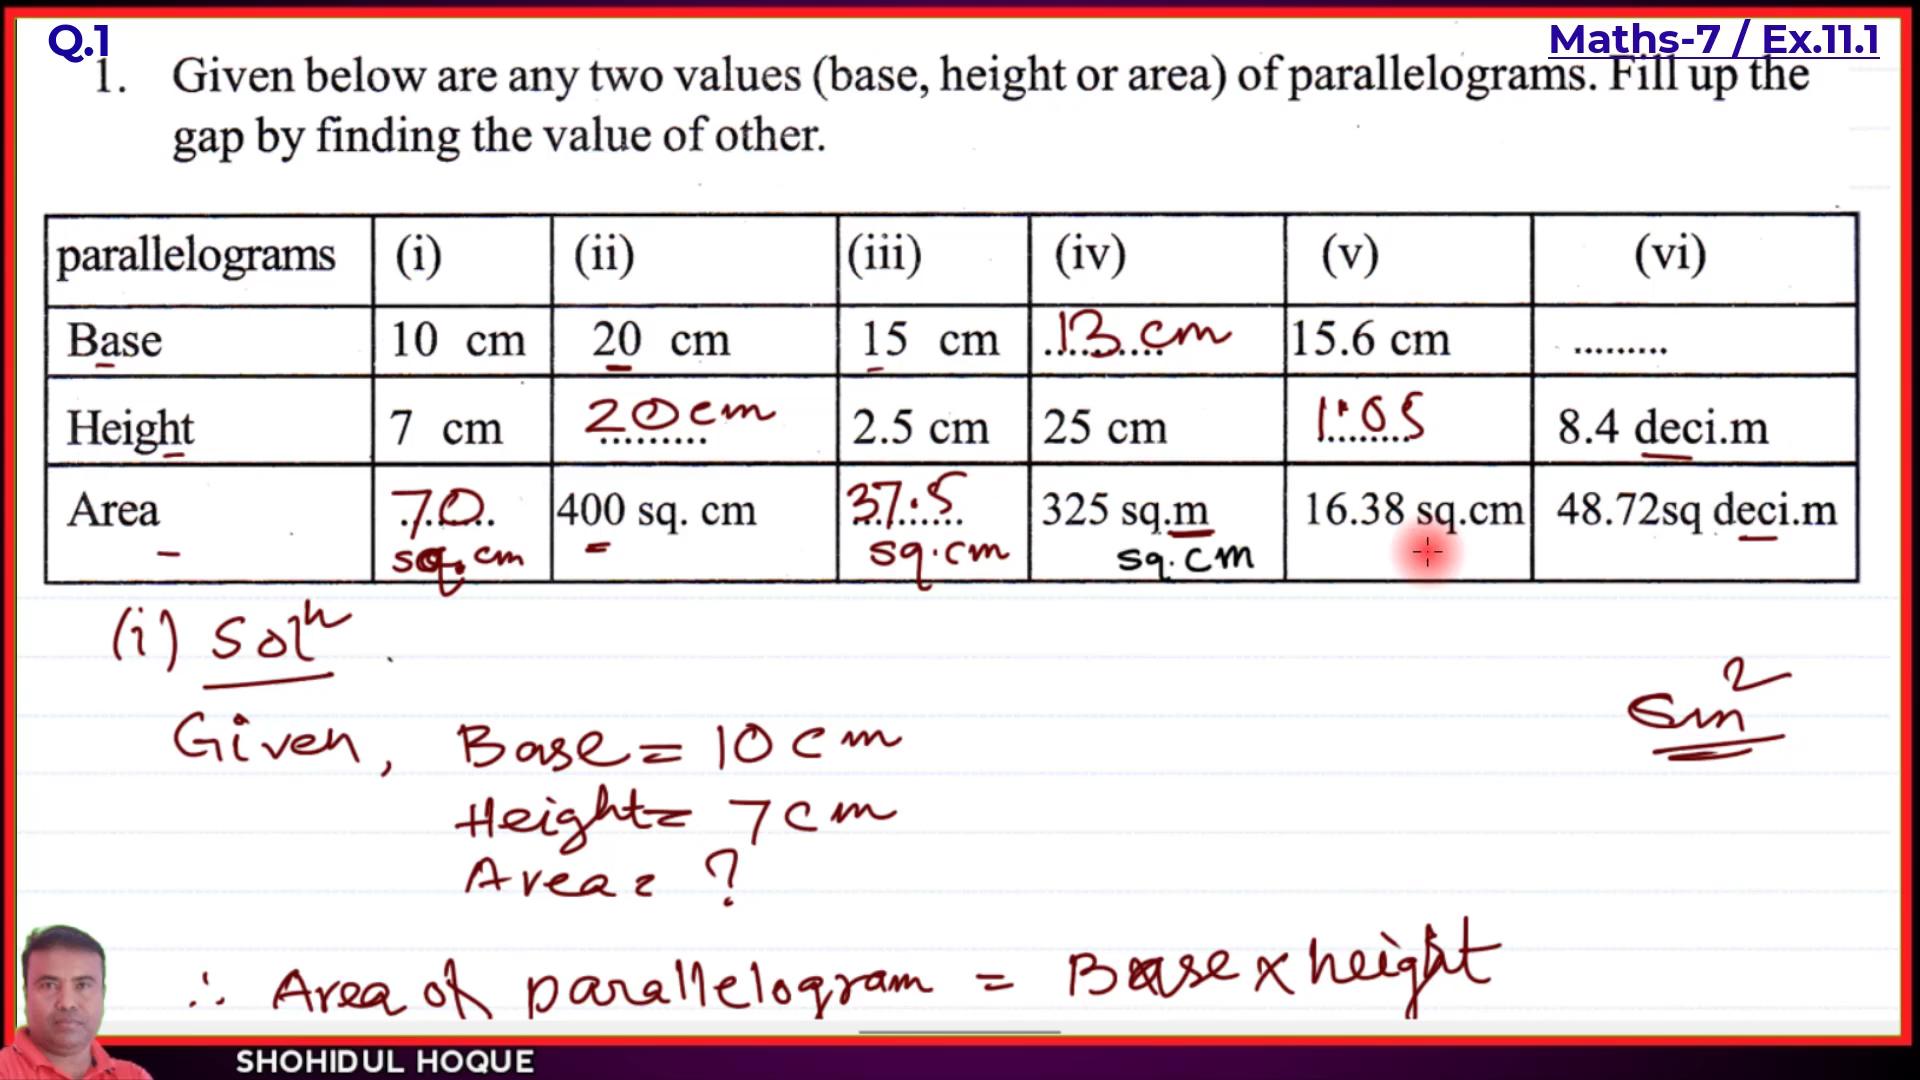 Q.1
Maths-7 / Ex.11.1
1. Given below are any two values (base, height or area) of parallelograms. Fill up the
gap by finding the value of other.
parallelograms (i) (ii) (iii) (iv) (v) (vi)
Base 10 cm 20 cm 15 cm 13 cm 15.6 cm .........
Height 7 cm 20 cm 2.5 cm 25 cm 1.05 8.4 deci.m
Area 70 400 sq. cm 37.5 325 sq.m 16.38 sq.cm 48.72sq deci.m
sq. cm sq.cm sq.cm
(i) Solⁿ
Given, Base = 10 cm
Height = 7 cm
Area = ?
∴ Area of parallelogram = Base × height
SHOHIDUL HOQUE